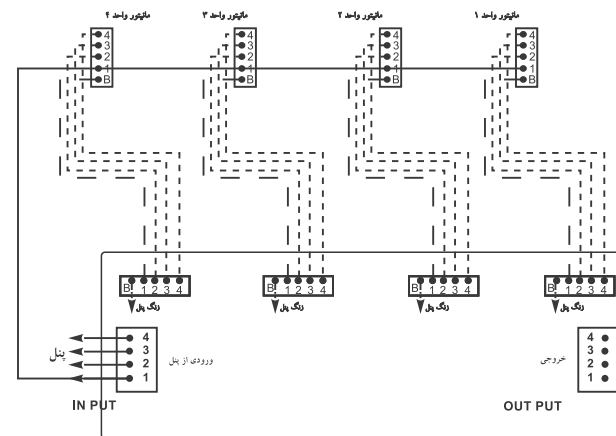 مانیتور واحد ۴
مانیتور واحد ۳
مانیتور واحد ۲
مانیتور واحد ۱
4
3
2
1
B
4
3
2
1
B
4
3
2
1
B
4
3
2
1
B
B 1 2 3 4
B 1 2 3 4
B 1 2 3 4
B 1 2 3 4
زنگ پنل
زنگ پنل
زنگ پنل
زنگ پنل
پنل
4
3
2
1
ورودی از پنل
IN PUT
خروجی
4
3
2
1
OUT PUT